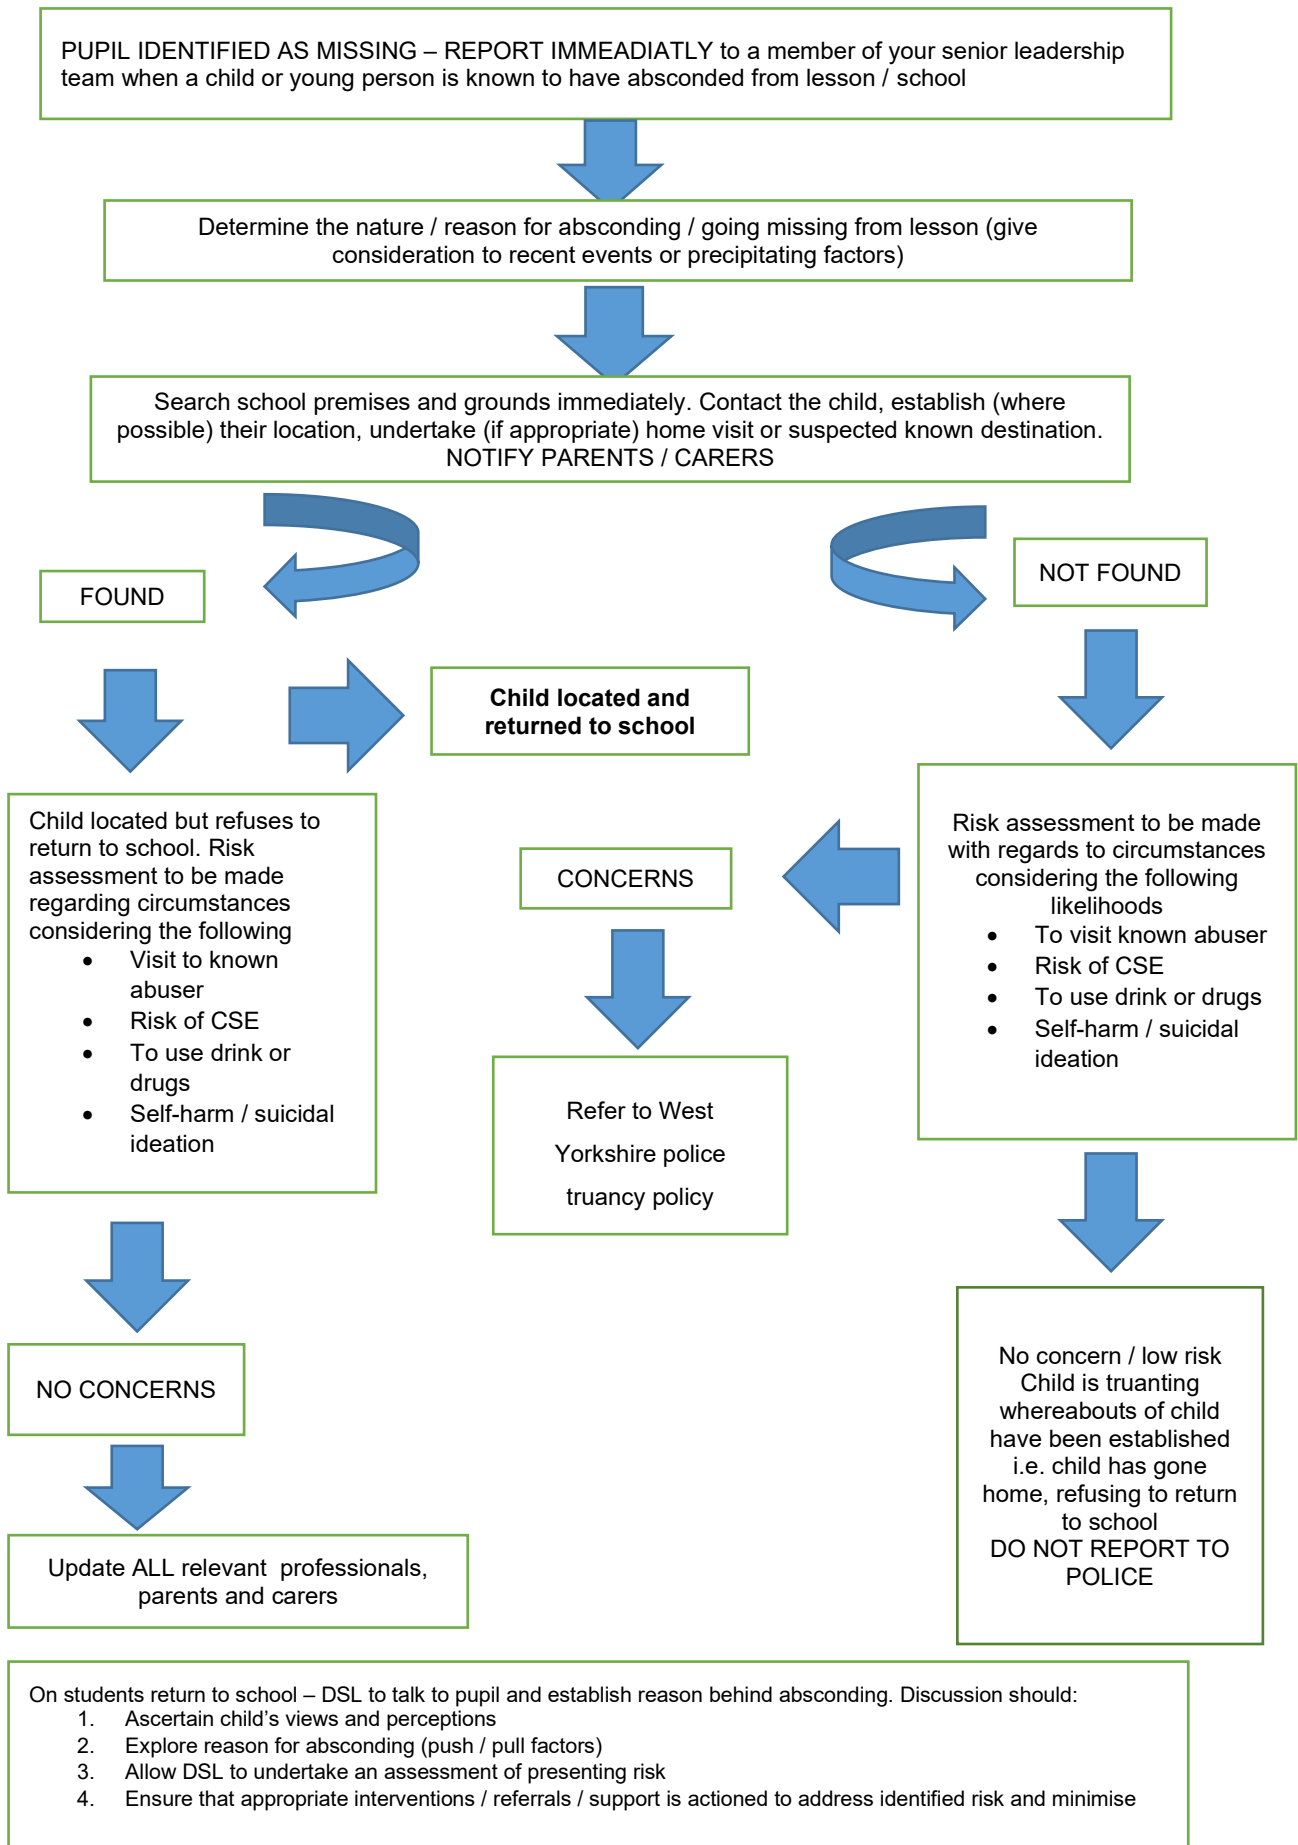 PUPIL IDENTIFIED AS MISSING – REPORT IMMEADIATLY to a member of your senior leadership
team when a child or young person is known to have absconded from lesson / school
Determine the nature / reason for absconding / going missing from lesson (give
consideration to recent events or precipitating factors)
Search school premises and grounds immediately. Contact the child, establish (where
possible) their location, undertake (if appropriate) home visit or suspected known destination.
NOTIFY PARENTS / CARERS
FOUND
NOT FOUND
Child located and
returned to school
Child located but refuses to
return to school. Risk
assessment to be made
regarding circumstances
considering the following
• Visit to known
abuser
• Risk of CSE
• To use drink or
drugs
• Self-harm / suicidal
ideation
CONCERNS
Risk assessment to be made
with regards to circumstances
considering the following
likelihoods
• To visit known abuser
• Risk of CSE
• To use drink or drugs
• Self-harm / suicidal
ideation
Refer to West
Yorkshire police
truancy policy
NO CONCERNS
No concern / low risk
Child is truanting
whereabouts of child
have been established
i.e. child has gone
home, refusing to return
to school
DO NOT REPORT TO
POLICE
Update ALL relevant professionals,
parents and carers
On students return to school – DSL to talk to pupil and establish reason behind absconding. Discussion should:
1. Ascertain child's views and perceptions
2. Explore reason for absconding (push / pull factors)
3. Allow DSL to undertake an assessment of presenting risk
4. Ensure that appropriate interventions / referrals / support is actioned to address identified risk and minimise